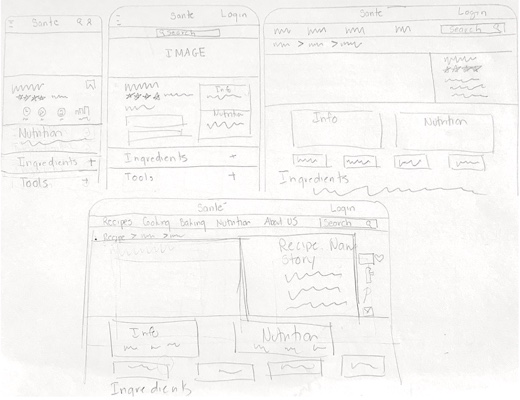 Sante
Nutrition
Ingredients +
Tools +
Sante Login
Search
IMAGE
Info
Nutrition
Ingredients +
Tools +
Sante Login
Search
Info
Nutrition
Ingredients
Sante Login
Recipes Cooking Baking Nutrition About US Search
Recipe >
Recipe Nam
Story
Info
Nutrition
Ingredients